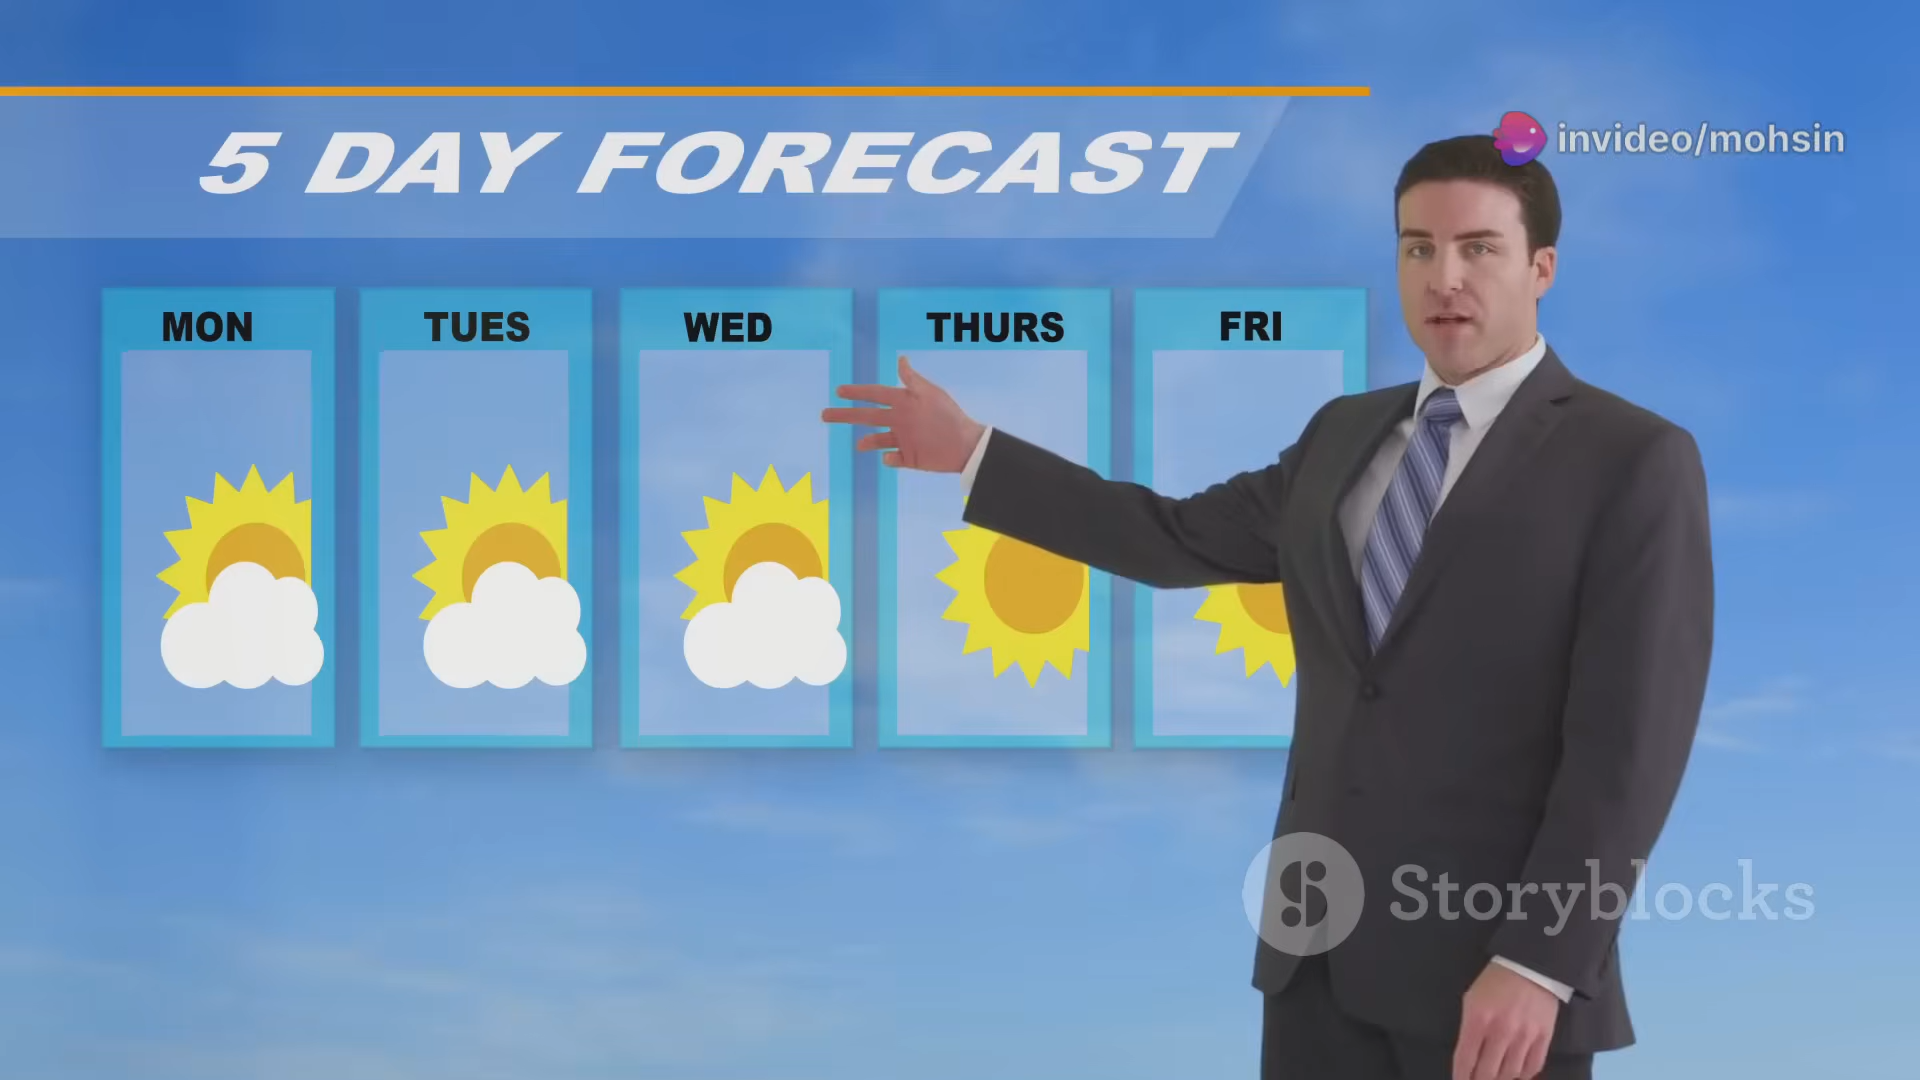 invideo/mohsin
5 DAY FORECAST
MON
TUES
WED
THURS
FRI
Storyblocks